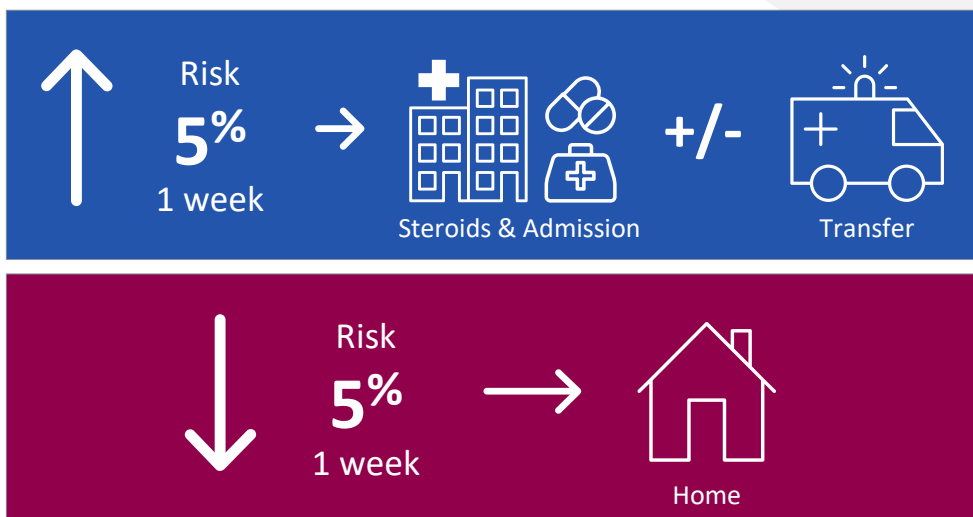 Risk
5%
1 week
+/-
Steroids & Admission
Transfer
Risk
5%
1 week
Home